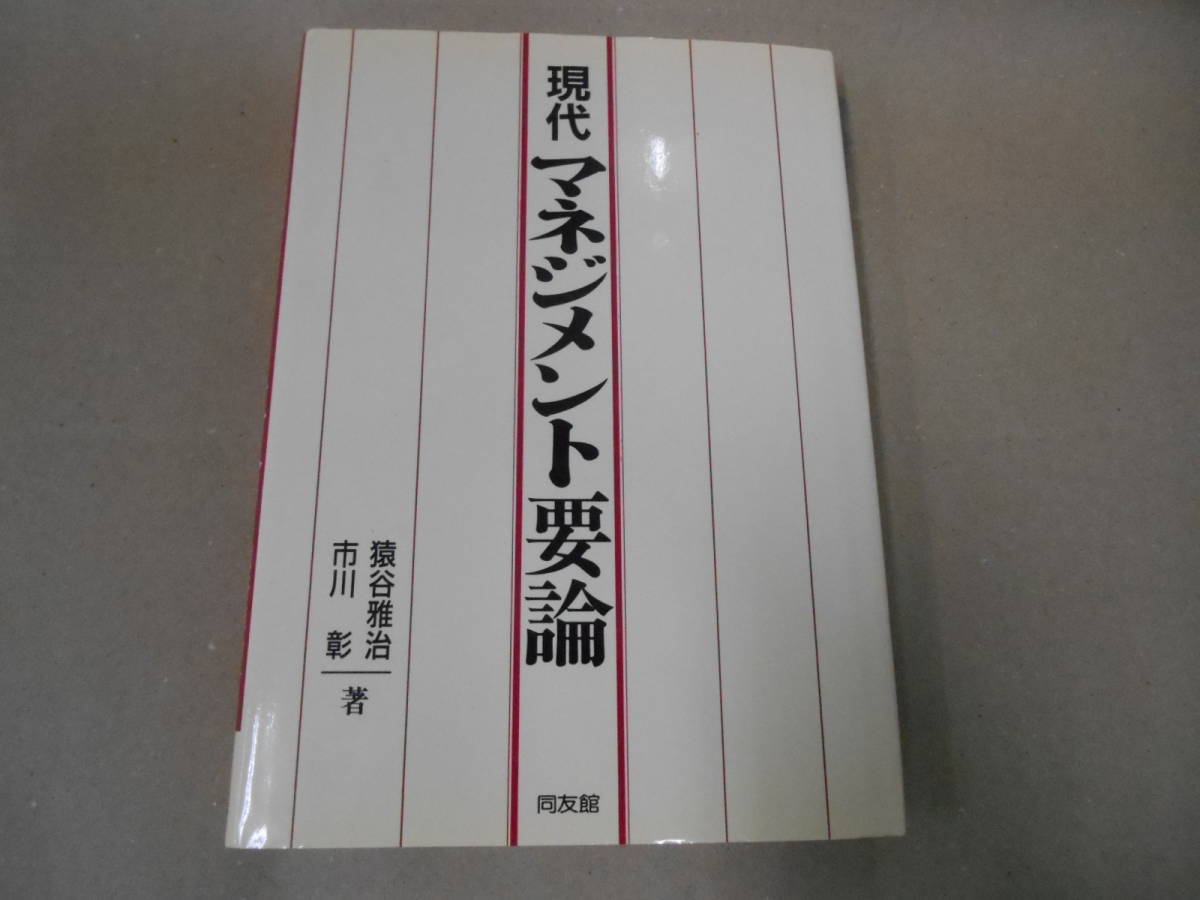 現代マネジメント要論
猿谷雅治
市川 彰
著
同友館